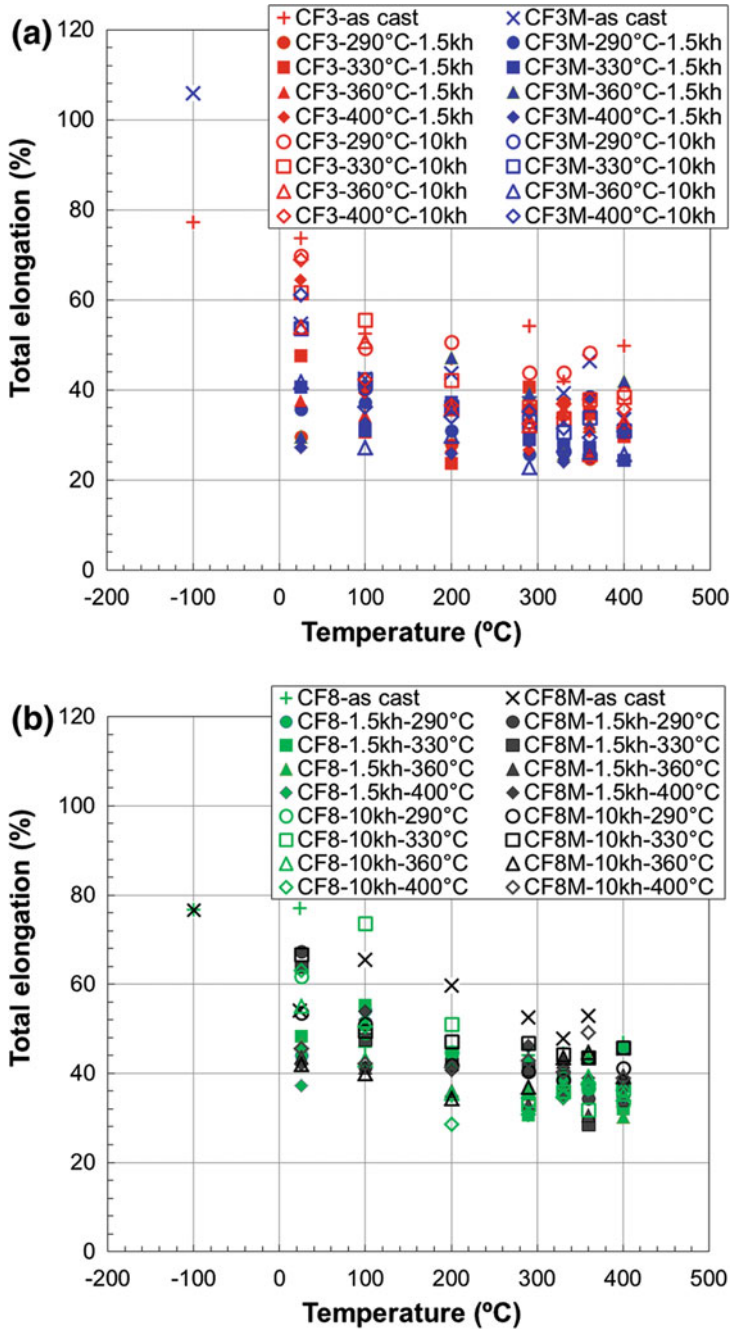 (a)
120
100
80
60
40
20
0
Total elongation (%)
CF3-as cast CF3M-as cast
CF3-290°C-1.5kh CF3M-290°C-1.5kh
CF3-330°C-1.5kh CF3M-330°C-1.5kh
CF3-360°C-1.5kh CF3M-360°C-1.5kh
CF3-400°C-1.5kh CF3M-400°C-1.5kh
CF3-290°C-10kh CF3M-290°C-10kh
CF3-330°C-10kh CF3M-330°C-10kh
CF3-360°C-10kh CF3M-360°C-10kh
CF3-400°C-10kh CF3M-400°C-10kh
-200 -100 0 100 200 300 400 500
Temperature (ºC)
(b)
120
100
80
60
40
20
0
Total elongation (%)
CF8-as cast CF8M-as cast
CF8-1.5kh-290°C CF8M-1.5kh-290°C
CF8-1.5kh-330°C CF8M-1.5kh-330°C
CF8-1.5kh-360°C CF8M-1.5kh-360°C
CF8-1.5kh-400°C CF8M-1.5kh-400°C
CF8-10kh-290°C CF8M-10kh-290°C
CF8-10kh-330°C CF8M-10kh-330°C
CF8-10kh-360°C CF8M-10kh-360°C
CF8-10kh-400°C CF8M-10kh-400°C
-200 -100 0 100 200 300 400 500
Temperature (ºC)